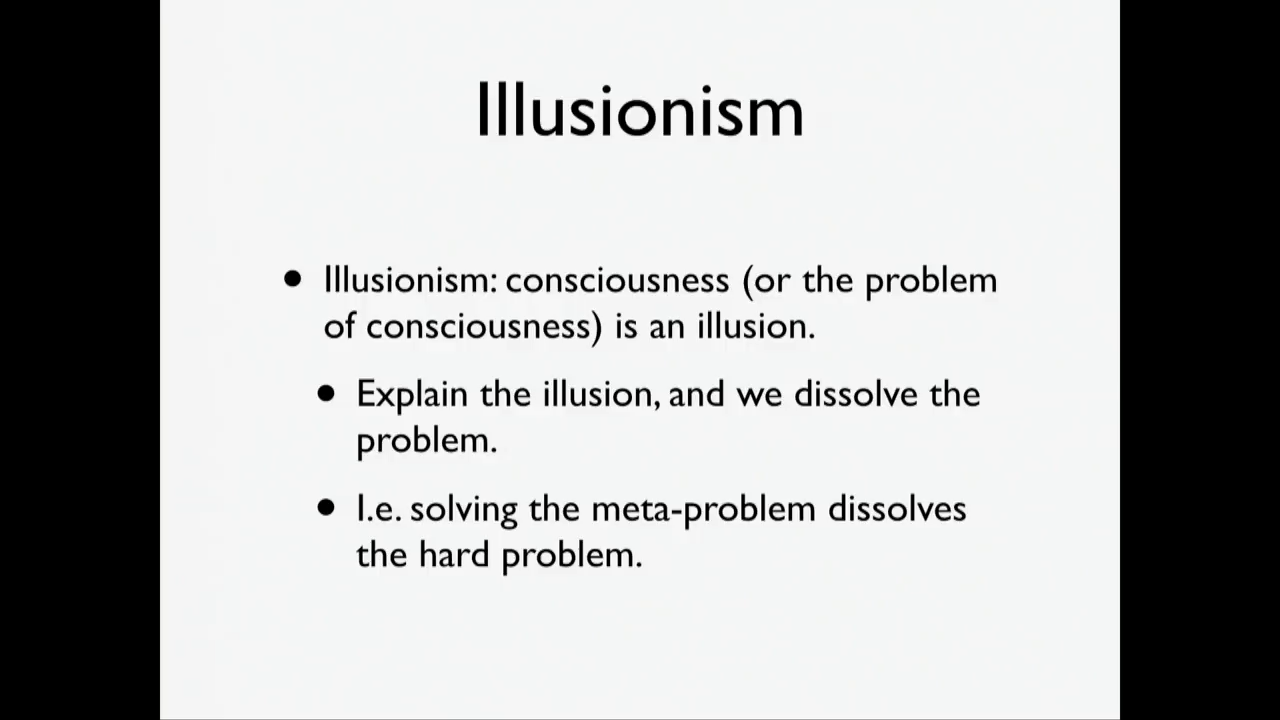 Illusionism
• Illusionism: consciousness (or the problem
of consciousness) is an illusion.
• Explain the illusion, and we dissolve the
problem.
• I.e. solving the meta-problem dissolves
the hard problem.